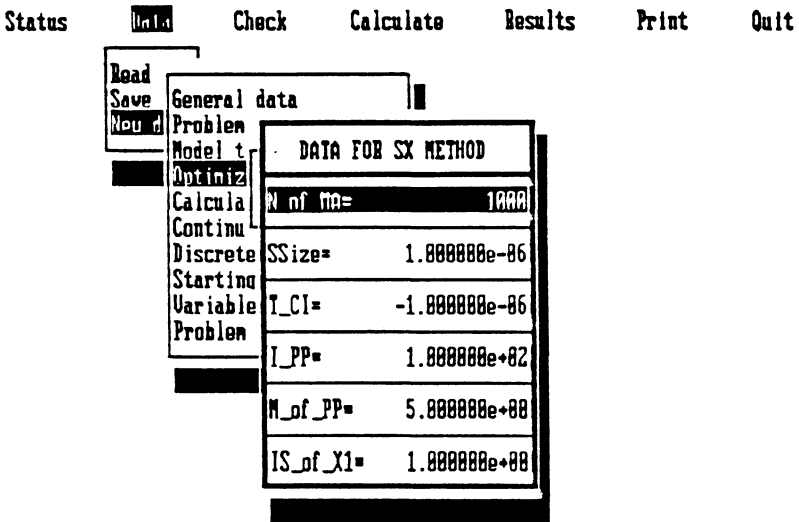 Status Data Check Calculate Results Print Quit
Read
Save
New d
General data
Problem
Model t
Optimiz
Calcula
Continu
Discrete
Starting
Variable
Problem
DATA FOR SX METHOD
N of MA= 1000
SSize= 1.000000e-06
T_CI= -1.000000e-06
I_PP= 1.000000e+02
M_of_PP= 5.000000e+00
IS_of_X1= 1.000000e+00